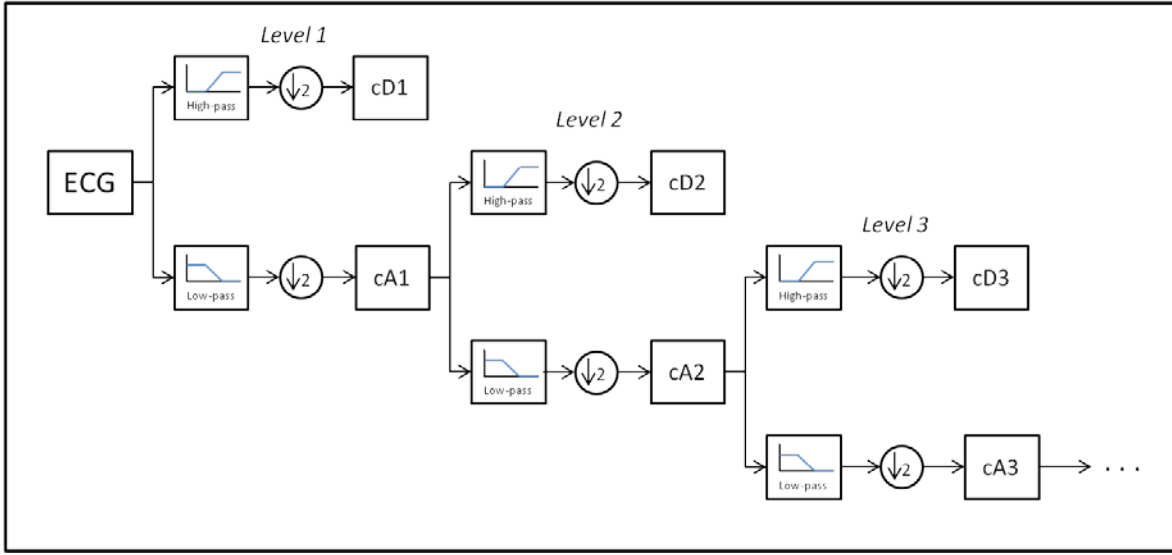 Level 1
High-pass
↓2
cD1
Level 2
ECG
High-pass
↓2
cD2
Level 3
Low-pass
↓2
cA1
High-pass
↓2
cD3
Low-pass
↓2
cA2
Low-pass
↓2
cA3
. . .